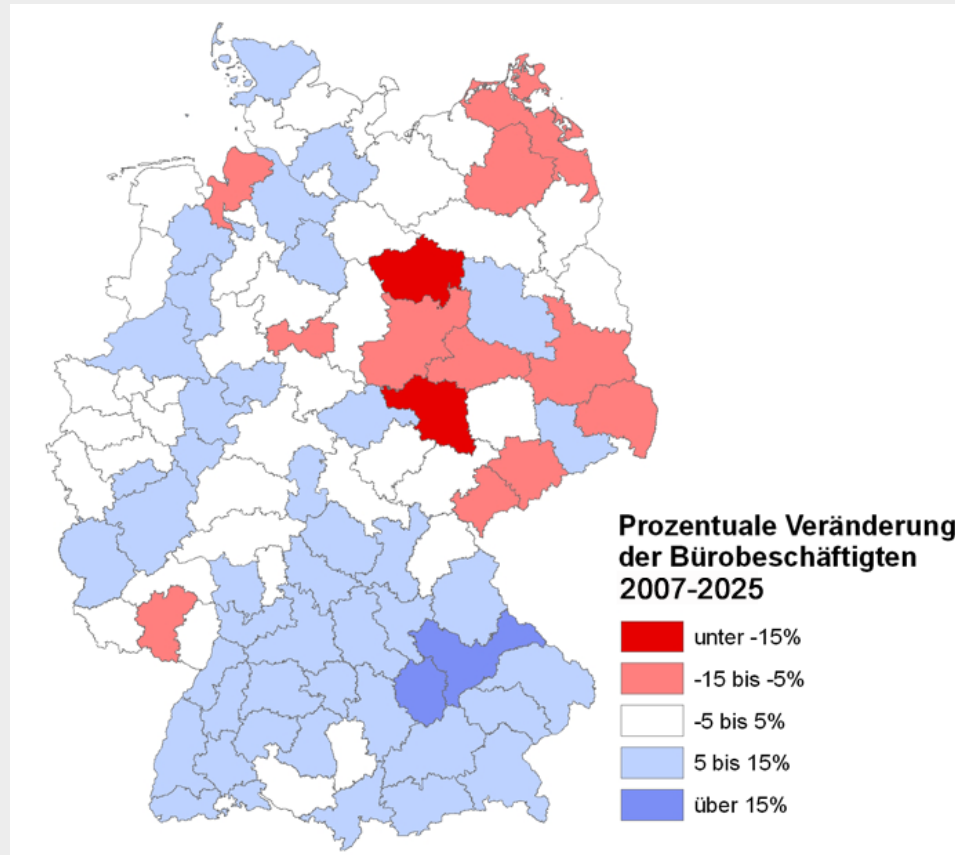 Prozentuale Veränderung
der Bürobeschäftigten
2007-2025
unter -15%
-15 bis -5%
-5 bis 5%
5 bis 15%
über 15%